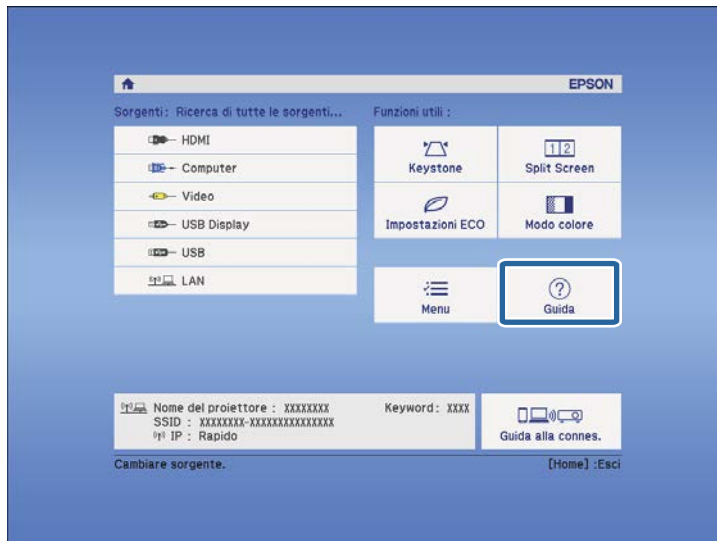 EPSON
Sorgenti: Ricerca di tutte le sorgenti...
HDMI
Computer
Video
USB Display
USB
LAN
Funzioni utili :
Keystone
1 2
Split Screen
Impostazioni ECO
Modo colore
Menu
?
Guida
Nome del proiettore : XXXXXXXX
Keyword: XXXX
SSID : XXXXXXXX-XXXXXXXXXXXXXXX
IP : Rapido
Guida alla connes.
Cambiare sorgente.
[Home] :Esci